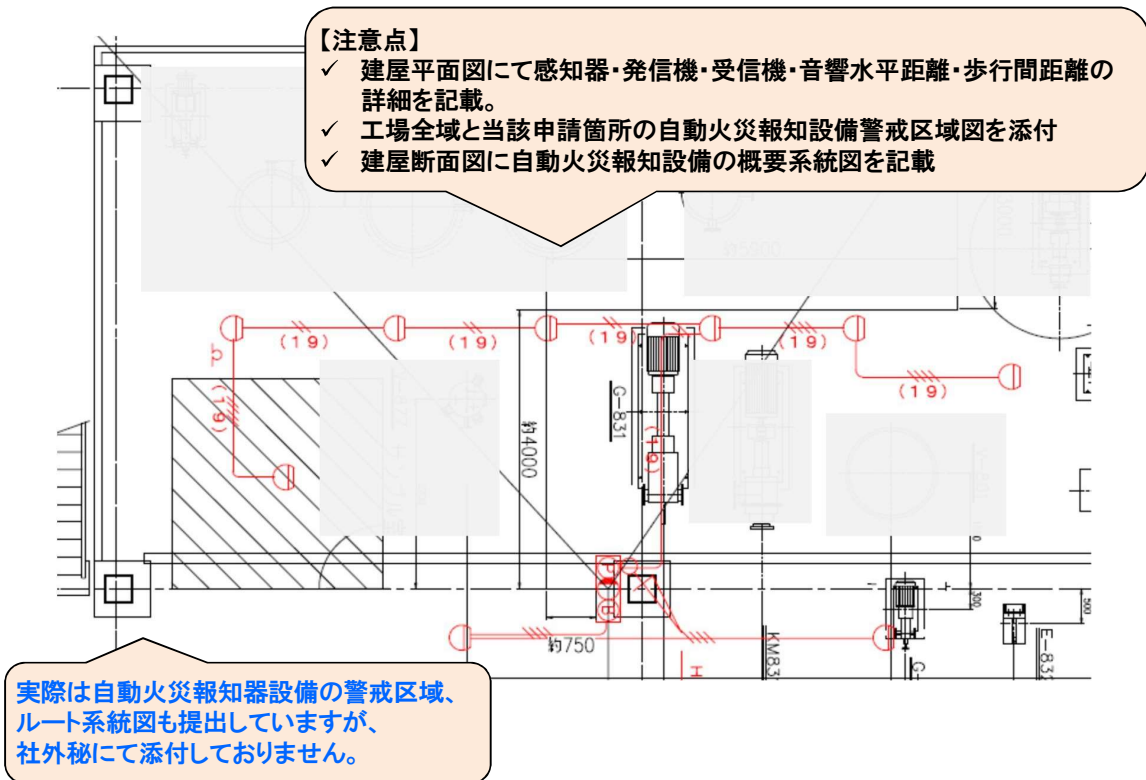 【注意点】
✓ 建屋平面図にて感知器・発信機・受信機・音響水平距離・歩行間距離の
詳細を記載。
✓ 工場全域と当該申請箇所の自動火災報知設備警戒区域図を添付
✓ 建屋断面図に自動火災報知設備の概要系統図を記載
(19)
(19)
(19)
(19)
(19)
(19)
(19)
G-831
約4000
約750
P
B
300
500
実際は自動火災報知器設備の警戒区域、
ルート系統図も提出していますが、
社外秘にて添付しておりません。